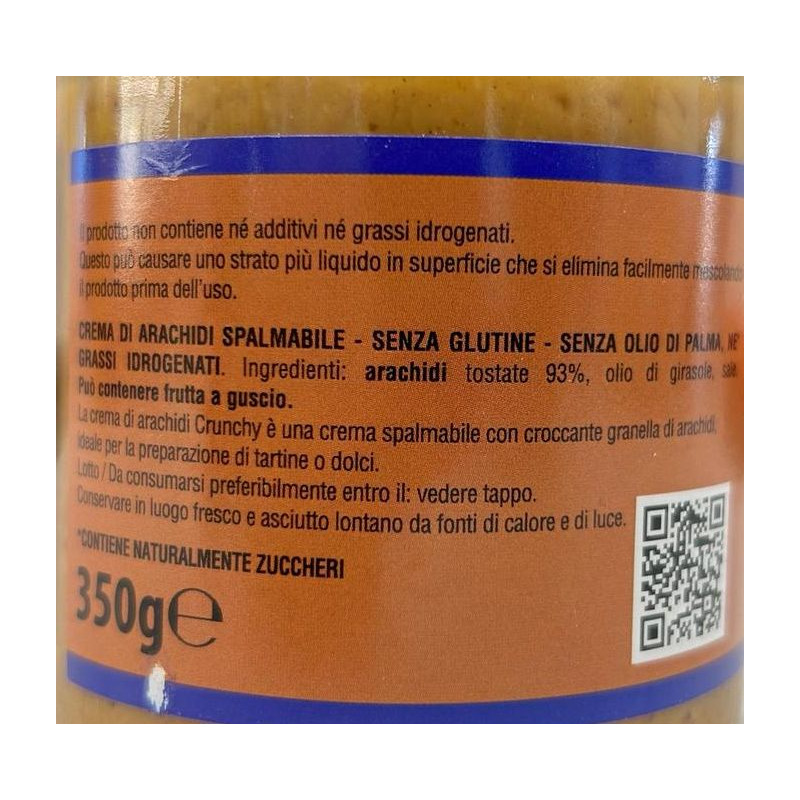 Il prodotto non contiene né additivi né grassi idrogenati.
Questo può causare uno strato più liquido in superficie che si elimina facilmente mescolando
il prodotto prima dell'uso.
CREMA DI ARACHIDI SPALMABILE - SENZA GLUTINE - SENZA OLIO DI PALMA, NE'
GRASSI IDROGENATI. Ingredienti: arachidi tostate 93%, olio di girasole, sale.
Può contenere frutta a guscio.
La crema di arachidi Crunchy è una crema spalmabile con croccante granella di arachidi,
ideale per la preparazione di tartine o dolci.
Lotto / Da consumarsi preferibilmente entro il: vedere tappo.
Conservare in luogo fresco e asciutto lontano da fonti di calore e di luce.
*CONTIENE NATURALMENTE ZUCCHERI
350g℮